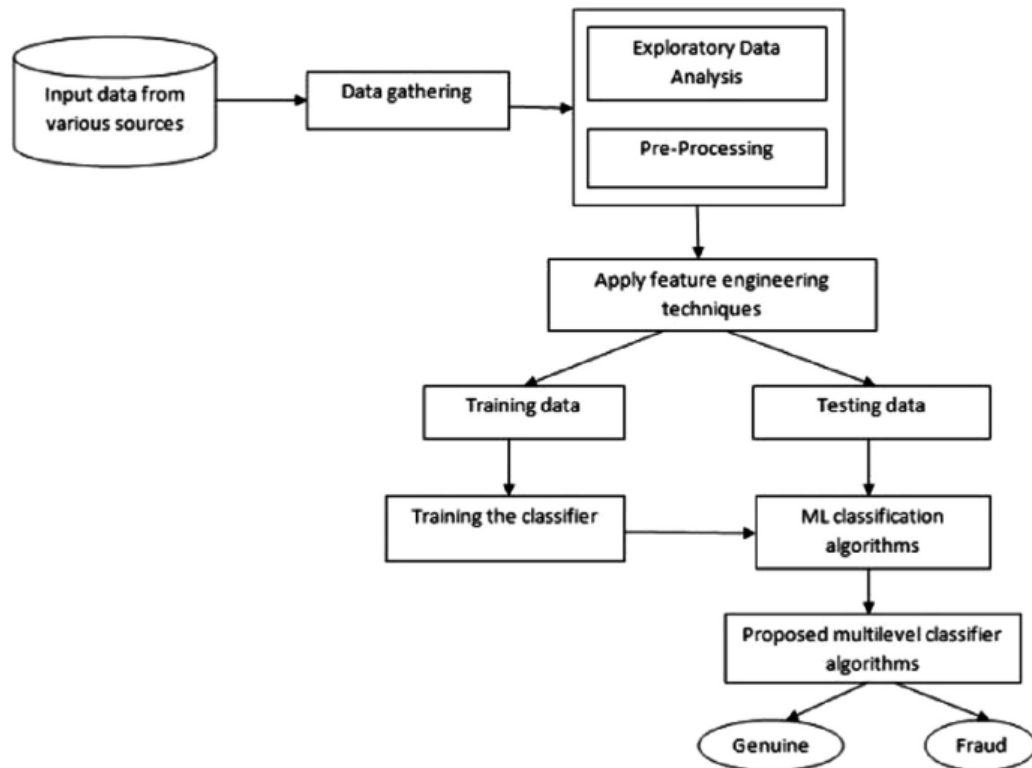 Input data from
various sources
Data gathering
Exploratory Data
Analysis
Pre-Processing
Apply feature engineering
techniques
Training data
Testing data
Training the classifier
ML classification
algorithms
Proposed multilevel classifier
algorithms
Genuine
Fraud